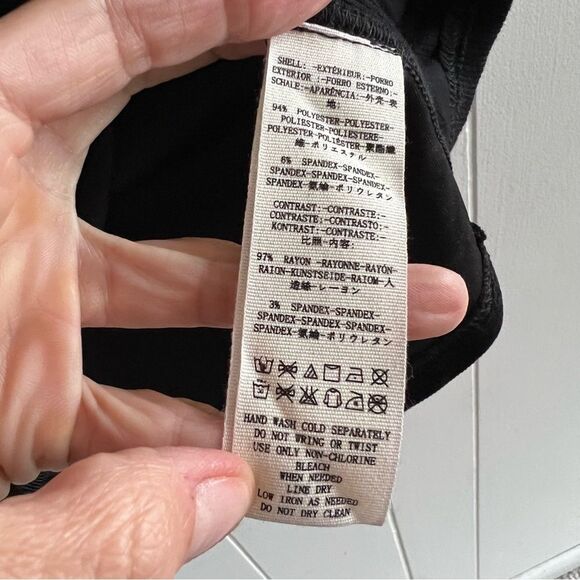 SHELL: -EXTÉRIEUR:-FORRO
EXTERIOR :-FORRO ESTERNO:-
SCHALE:-APARÊNCIA:-外壳-表
地:
94% POLYESTER-POLYESTER-
POLIESTER-POLIESTERE-
POLYESTER-POLIÉSTER-聚酯纖
維-ポリエステル
6% SPANDEX-SPANDEX-
SPANDEX-SPANDEX-SPANDEX-
SPANDEX-氨綸-ポリウレタン
CONTRAST:-CONTRASTE:-
CONTRASTE:-CONTRASTO:-
KONTRAST:-CONTRASTE:-
比照-内容:
97% RAYON -RAYONNE-RAYÓN-
RAION-KUNSTSEIDE-RAIOM-人
造絲-レーヨン
3% SPANDEX-SPANDEX-
SPANDEX-SPANDEX-SPANDEX-
SPANDEX-氨綸-ポリウレタン
HAND WASH COLD SEPARATELY
DO NOT WRING OR TWIST
USE ONLY NON-CHLORINE
BLEACH
WHEN NEEDED
LINE DRY
LOW IRON AS NEEDED
DO NOT DRY CLEAN